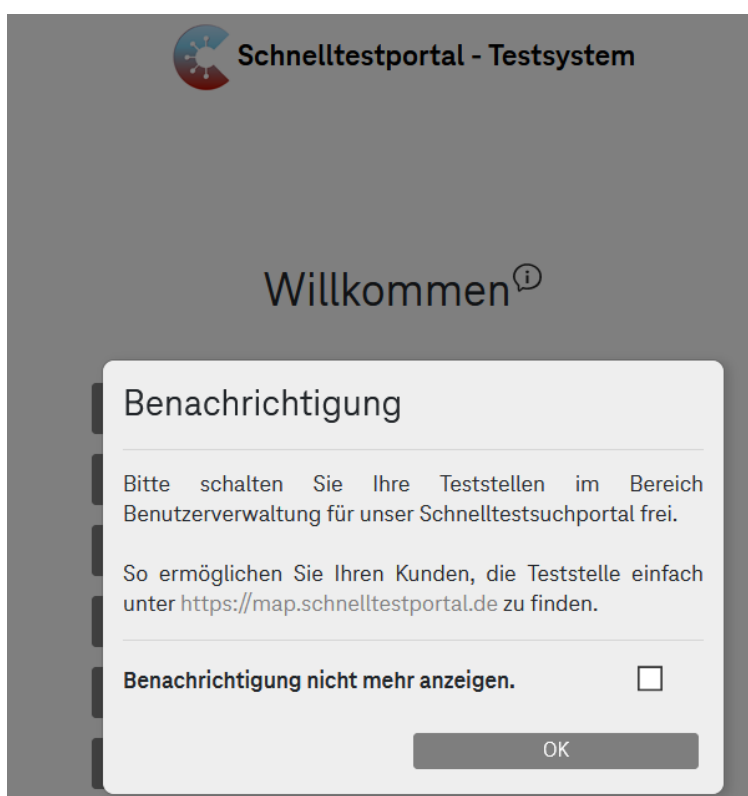 Schnelltestportal - Testsystem
Willkommen
Benachrichtigung
Bitte schalten Sie Ihre Teststellen im Bereich
Benutzerverwaltung für unser Schnelltestsuchportal frei.
So ermöglichen Sie Ihren Kunden, die Teststelle einfach
unter https://map.schnelltestportal.de zu finden.
Benachrichtigung nicht mehr anzeigen.
OK